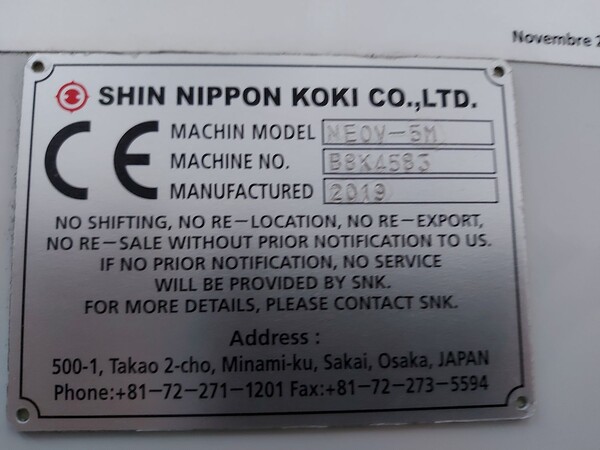 Novembre 2
SHIN NIPPON KOKI CO.,LTD.
CE
MACHIN MODEL NEOV-5M
MACHINE NO. B8K4583
MANUFACTURED 2019
NO SHIFTING, NO RE-LOCATION, NO RE-EXPORT,
NO RE-SALE WITHOUT PRIOR NOTIFICATION TO US.
IF NO PRIOR NOTIFICATION, NO SERVICE
WILL BE PROVIDED BY SNK.
FOR MORE DETAILS, PLEASE CONTACT SNK.
Address :
500-1, Takao 2-cho, Minami-ku, Sakai, Osaka, JAPAN
Phone:+81-72-271-1201 Fax:+81-72-273-5594